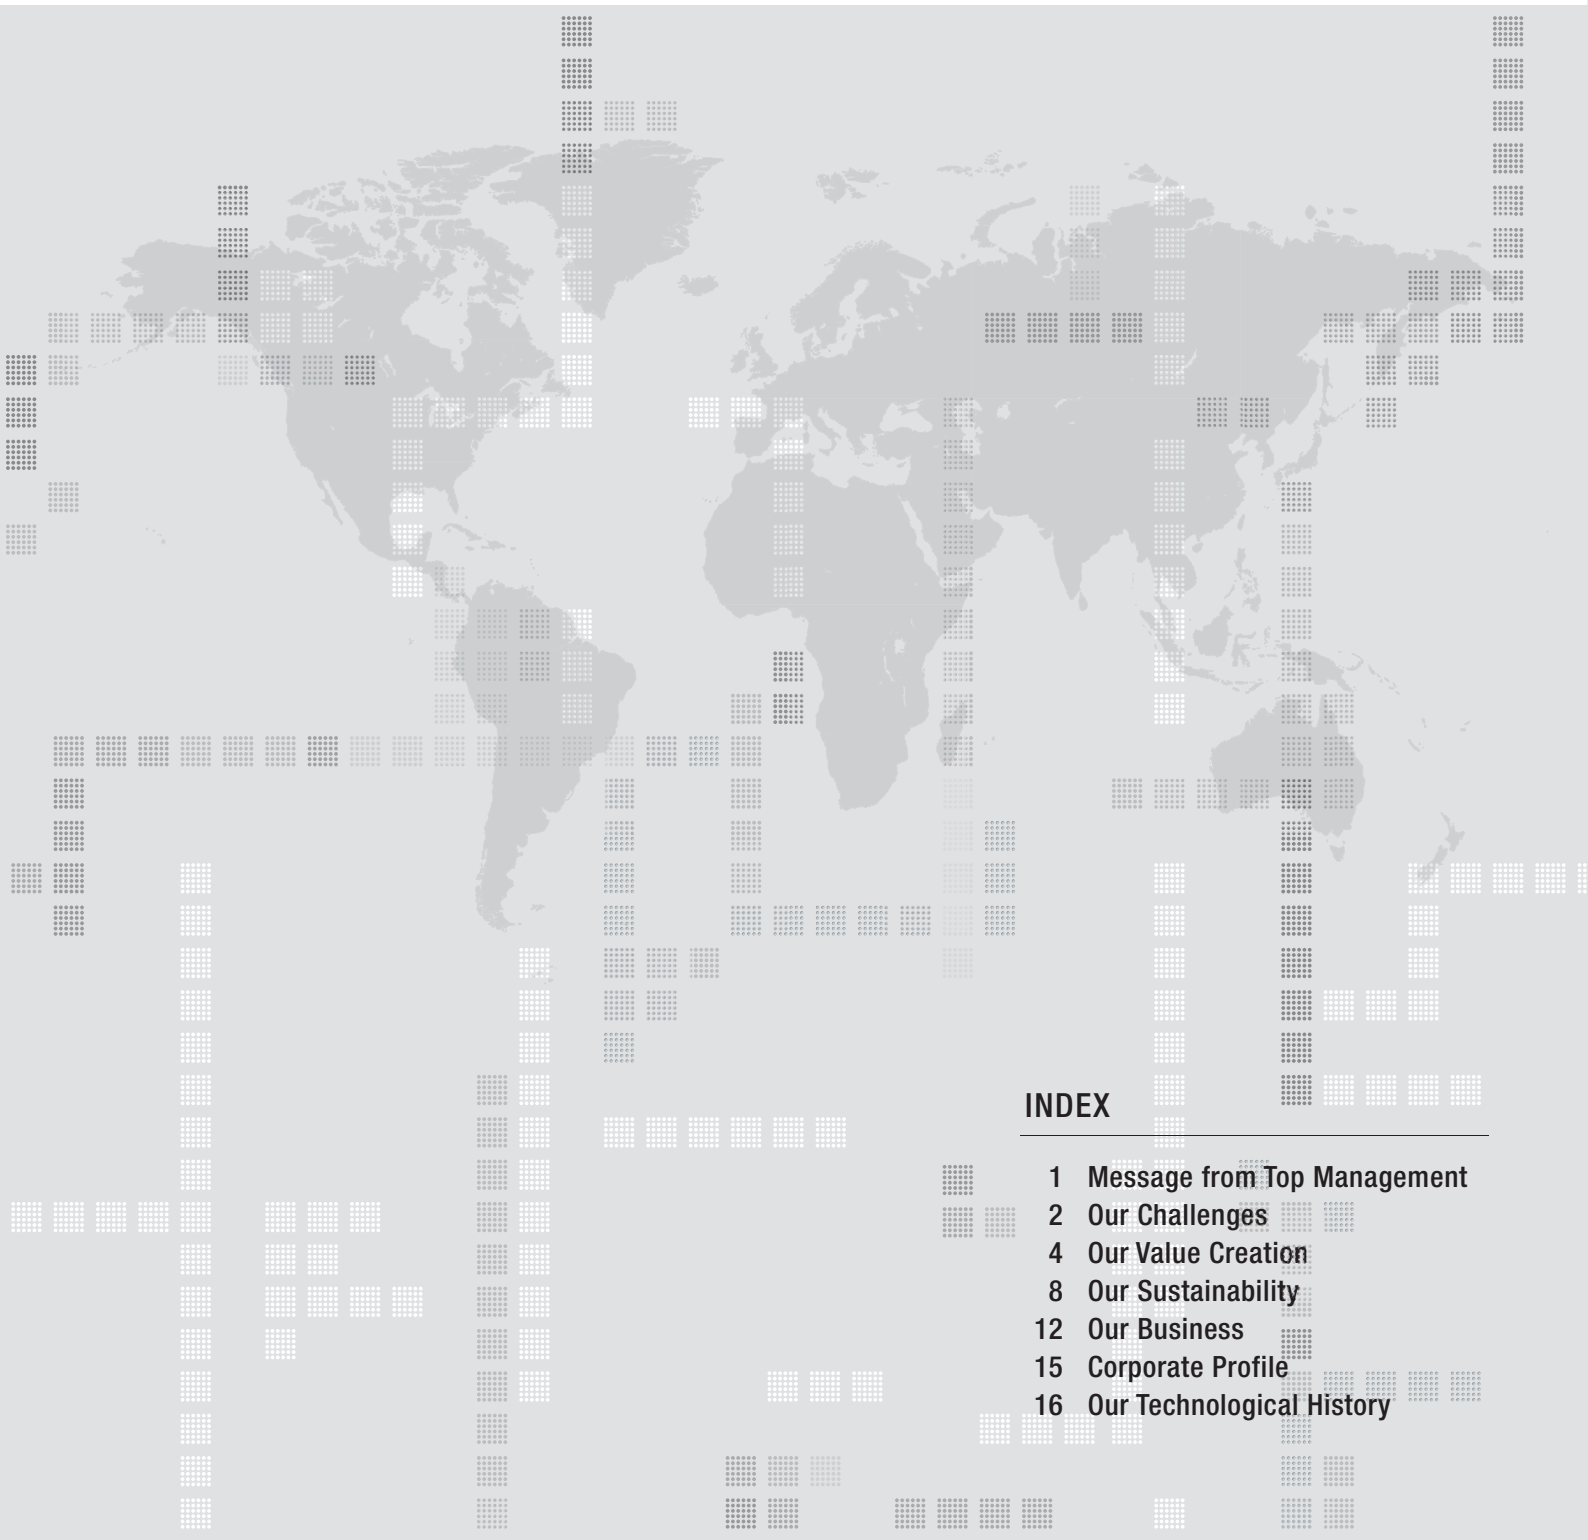 INDEX
1 Message from Top Management
2 Our Challenges
4 Our Value Creation
8 Our Sustainability
12 Our Business
15 Corporate Profile
16 Our Technological History